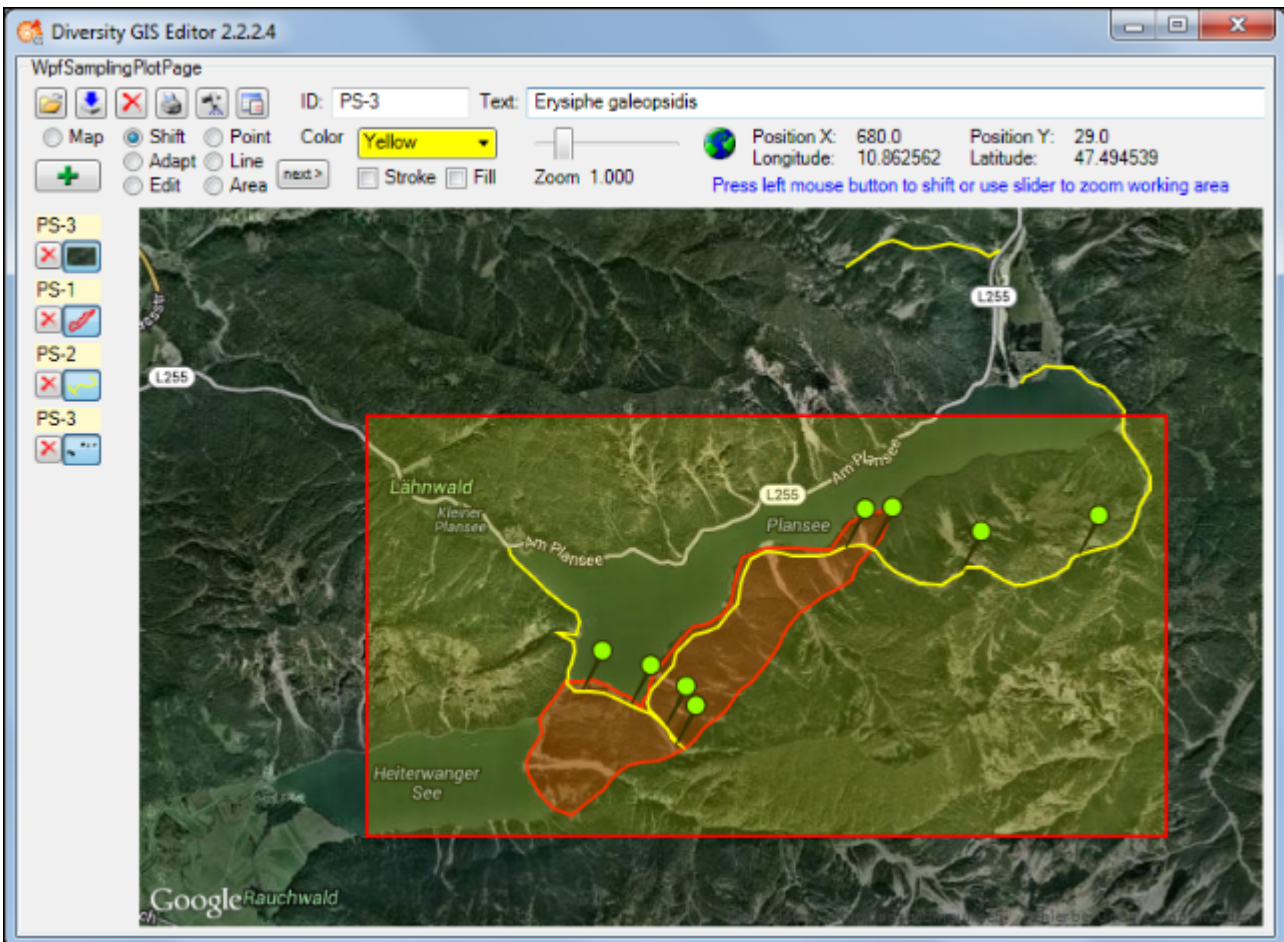 Diversity GIS Editor 2.2.2.4
WpfSamplingPlotPage
ID: PS-3 Text: Erysiphe galeopsidis
Map Shift Point Color Yellow Position X: 680.0 Position Y: 29.0
Adapt Line next > Longitude: 10.862562 Latitude: 47.494539
Edit Area Stroke Fill Zoom 1.000 Press left mouse button to shift or use slider to zoom working area
PS-3
PS-1
PS-2
PS-3
L255
L255
Am Plansee
Lähnwald
L255
Kleiner
Plansee
Plansee
Am Plansee
Heiterwanger
See
Google Rauchwald